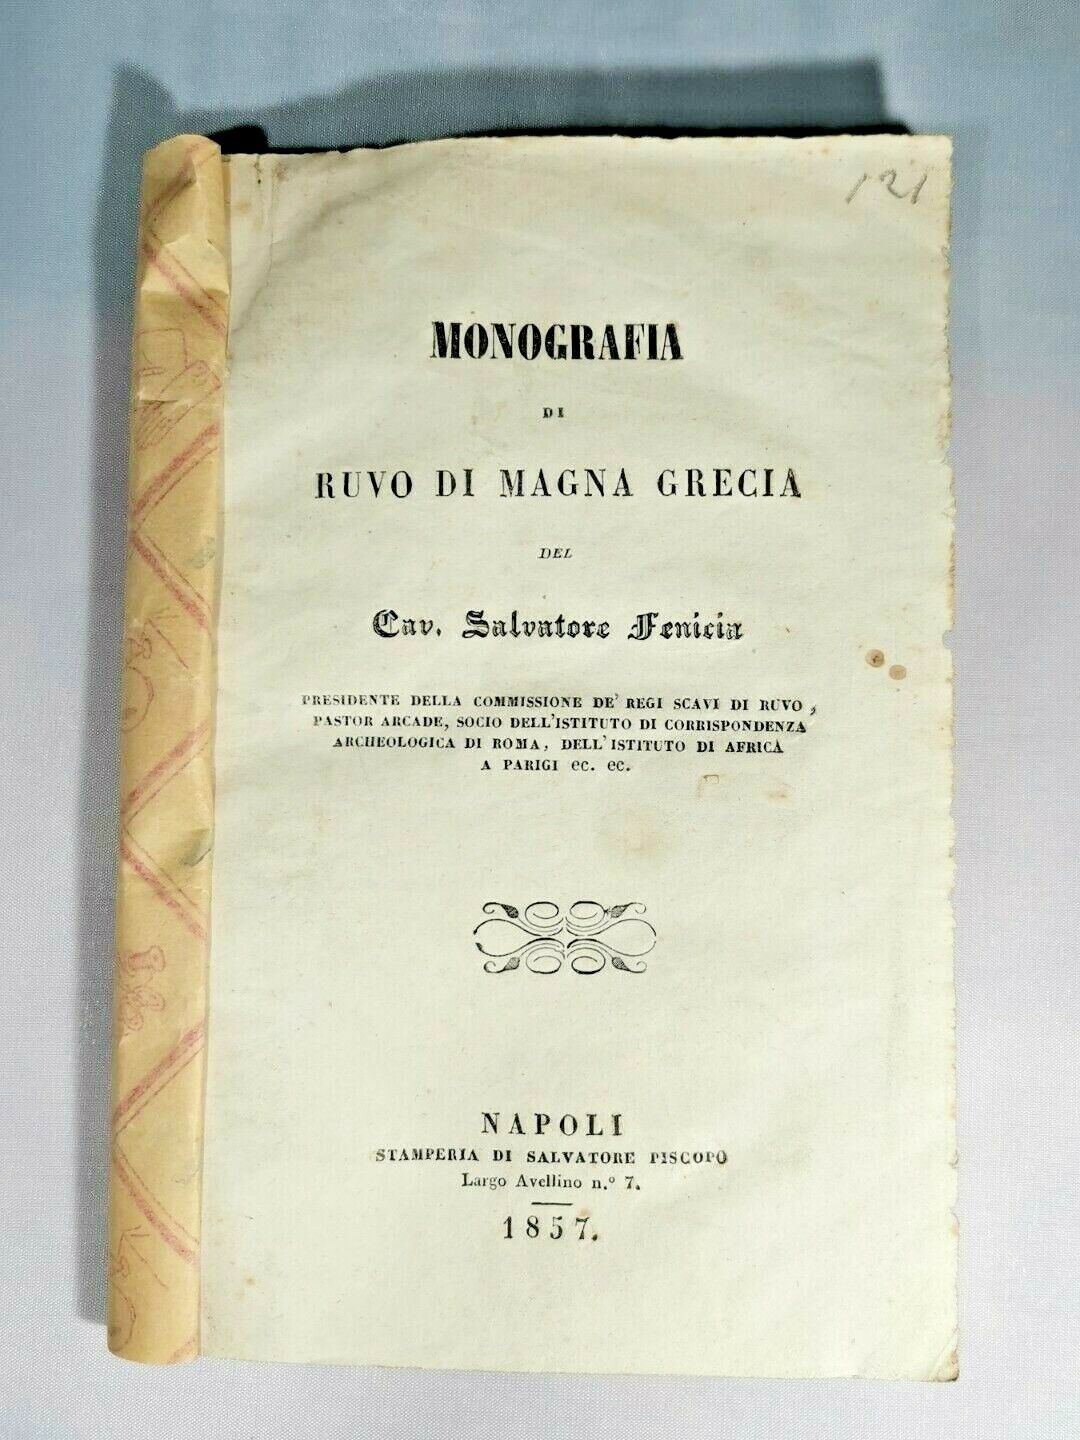 121
MONOGRAFIA
DI
RUVO DI MAGNA GRECIA
DEL
Cav. Salvatore Fenicia
PRESIDENTE DELLA COMMISSIONE DE' REGI SCAVI DI RUVO,
PASTOR ARCADE, SOCIO DELL'ISTITUTO DI CORRISPONDENZA
ARCHEOLOGICA DI ROMA, DELL'ISTITUTO DI AFRICA
A PARIGI ec. ec.
NAPOLI
STAMPERIA DI SALVATORE PISCOPO
Largo Avellino n.º 7.
1857.